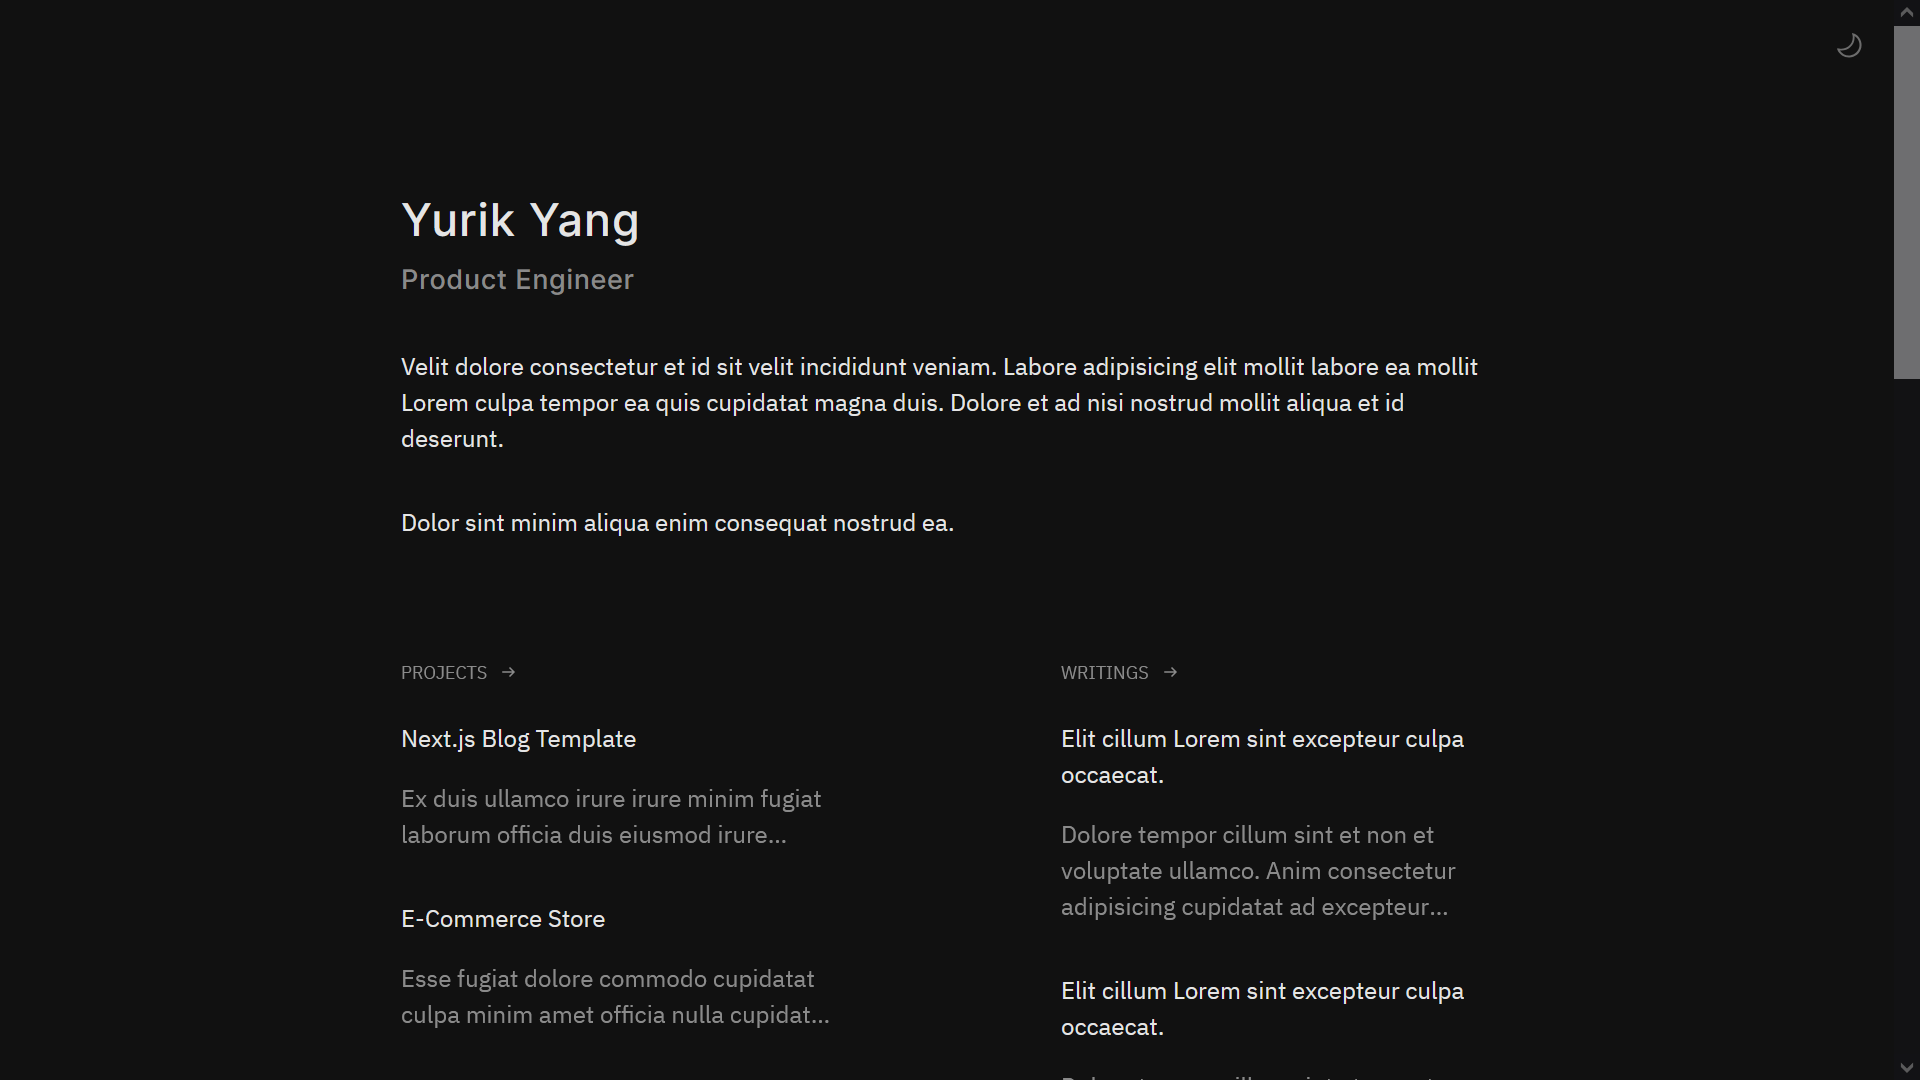 Yurik Yang
Product Engineer
Velit dolore consectetur et id sit velit incididunt veniam. Labore adipisicing elit mollit labore ea mollit
Lorem culpa tempor ea quis cupidatat magna duis. Dolore et ad nisi nostrud mollit aliqua et id
deserunt.
Dolor sint minim aliqua enim consequat nostrud ea.
PROJECTS →
Next.js Blog Template
Ex duis ullamco irure irure minim fugiat
laborum officia duis eiusmod irure...
E-Commerce Store
Esse fugiat dolore commodo cupidatat
culpa minim amet officia nulla cupidat...
WRITINGS →
Elit cillum Lorem sint excepteur culpa
occaecat.
Dolore tempor cillum sint et non et
voluptate ullamco. Anim consectetur
adipisicing cupidatat ad excepteur...
Elit cillum Lorem sint excepteur culpa
occaecat.